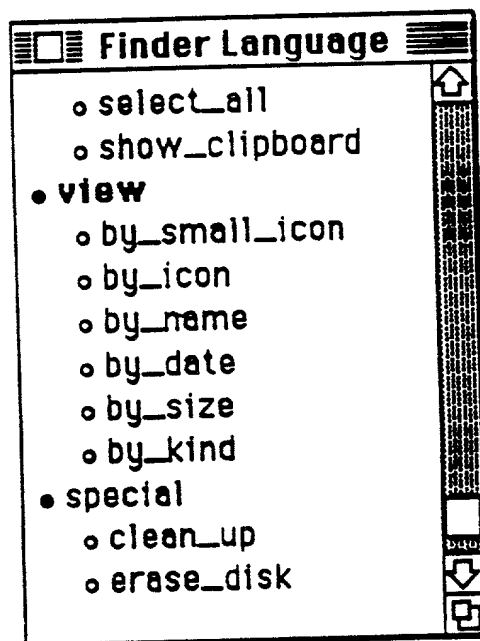 Finder Language
select_all
show_clipboard
view
by_small_icon
by_icon
by_name
by_date
by_size
by_kind
special
clean_up
erase_disk